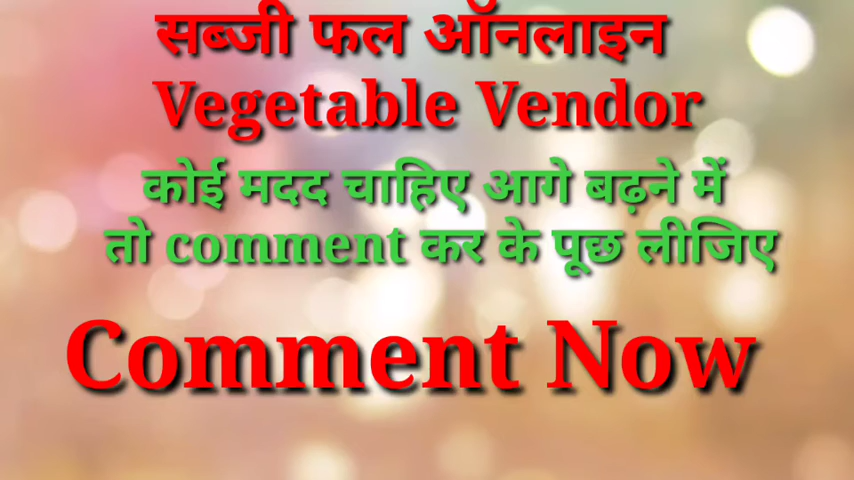 सब्जी फल ऑनलाइन
Vegetable Vendor
कोई मदद चाहिए आगे बढ़ने में
तो comment कर के पूछ लीजिए
Comment Now